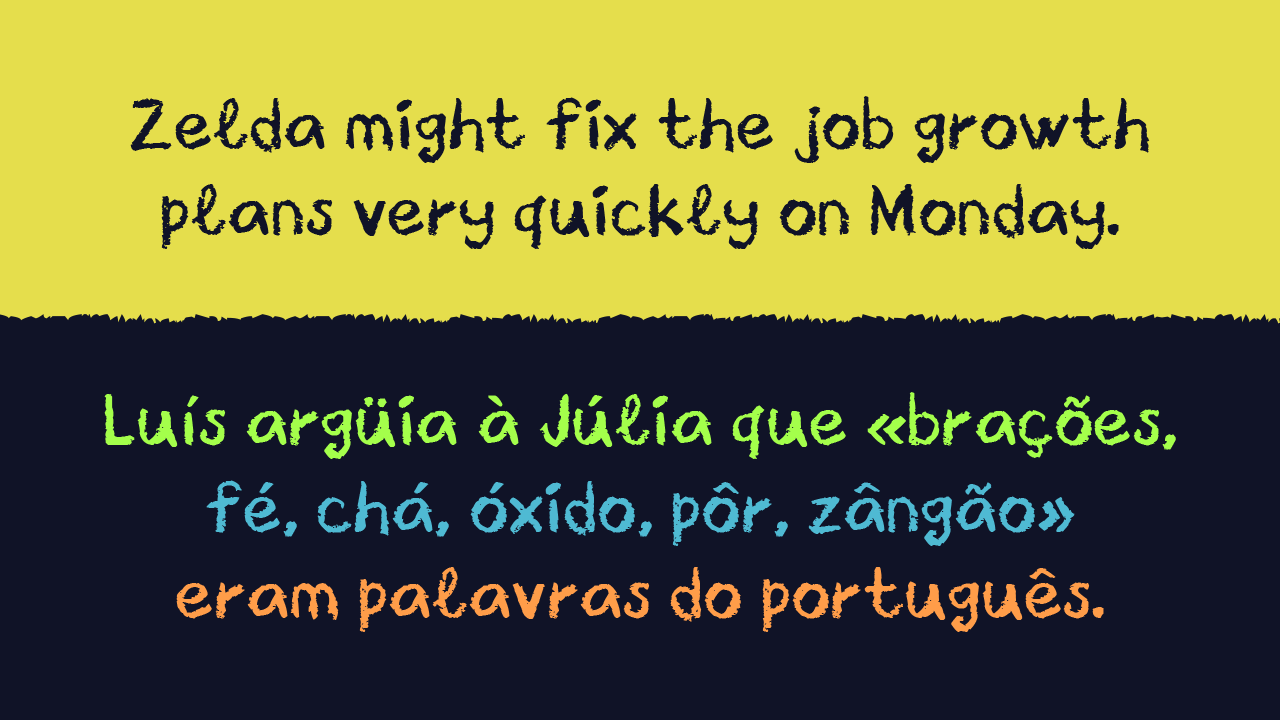 Zelda might fix the job growth
plans very quickly on Monday.
Luís argüia à Júlia que «brações,
fé, chá, óxido, pôr, zângão»
eram palavras do português.